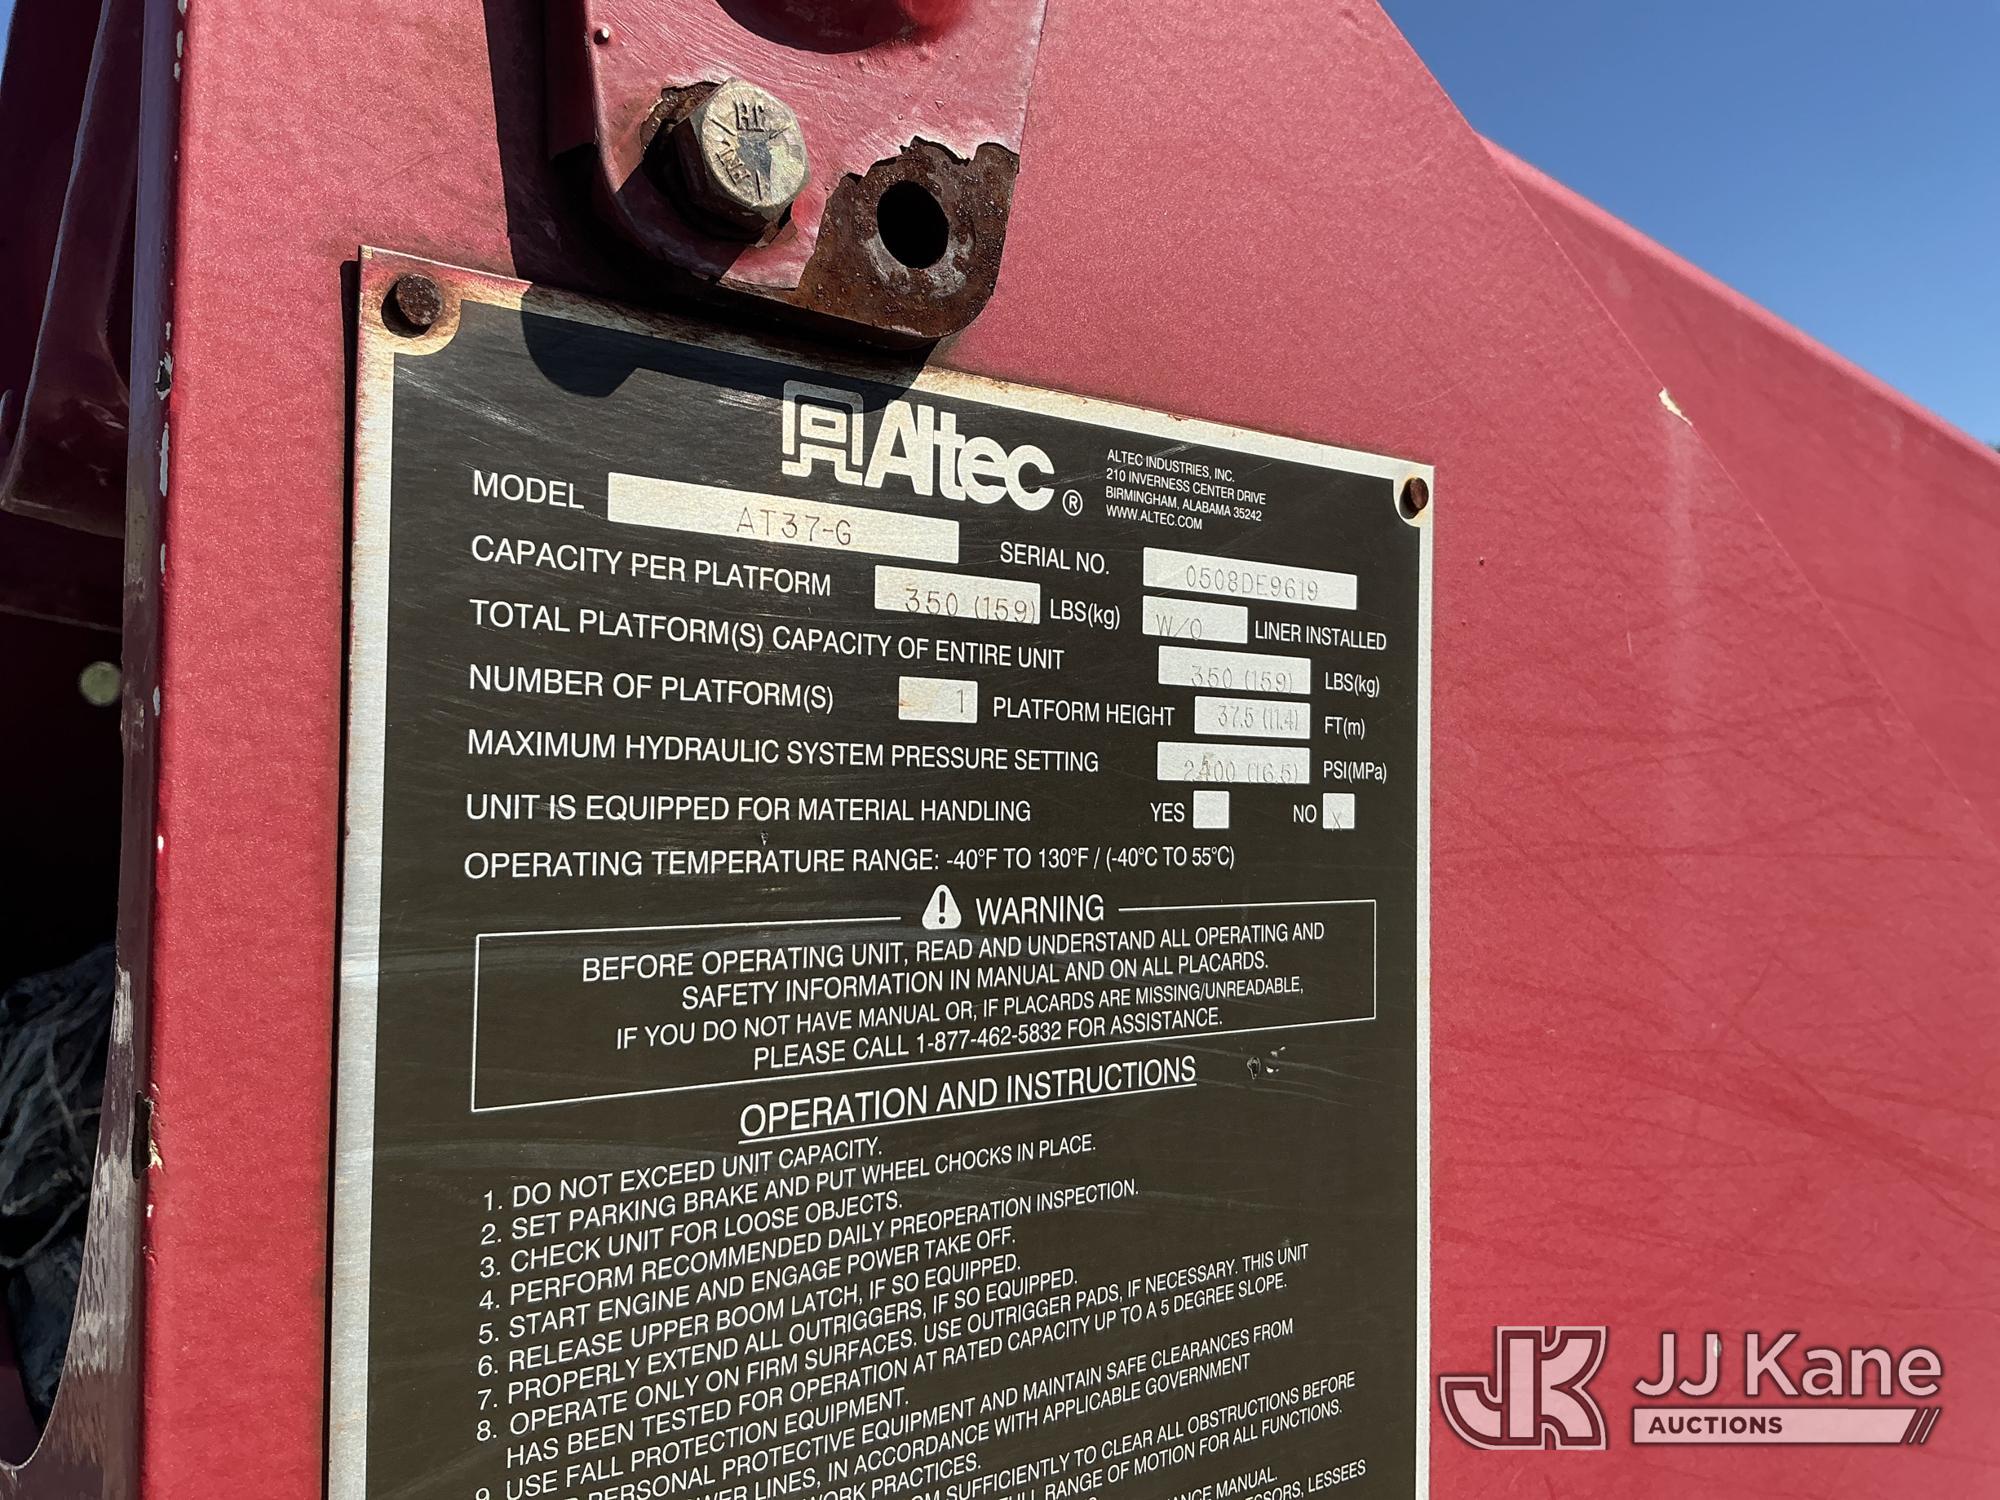 Altec®
ALTEC INDUSTRIES, INC.
210 INVERNESS CENTER DRIVE
BIRMINGHAM, ALABAMA 35242
WWW.ALTEC.COM
MODEL AT37-G
SERIAL NO. 0508DE9619
CAPACITY PER PLATFORM 350 (159) LBS(kg) W/O LINER INSTALLED
TOTAL PLATFORM(S) CAPACITY OF ENTIRE UNIT 350 (159) LBS(kg)
NUMBER OF PLATFORM(S) 1 PLATFORM HEIGHT 37.5 (11.4) FT(m)
MAXIMUM HYDRAULIC SYSTEM PRESSURE SETTING 2400 (16.5) PSI(MPa)
UNIT IS EQUIPPED FOR MATERIAL HANDLING YES NO X
OPERATING TEMPERATURE RANGE: -40°F TO 130°F / (-40°C TO 55°C)
WARNING
BEFORE OPERATING UNIT, READ AND UNDERSTAND ALL OPERATING AND
SAFETY INFORMATION IN MANUAL AND ON ALL PLACARDS.
IF YOU DO NOT HAVE MANUAL OR, IF PLACARDS ARE MISSING/UNREADABLE,
PLEASE CALL 1-877-462-5832 FOR ASSISTANCE.
OPERATION AND INSTRUCTIONS
1. DO NOT EXCEED UNIT CAPACITY.
2. SET PARKING BRAKE AND PUT WHEEL CHOCKS IN PLACE.
3. CHECK UNIT FOR LOOSE OBJECTS.
4. PERFORM RECOMMENDED DAILY PREOPERATION INSPECTION.
5. START ENGINE AND ENGAGE POWER TAKE OFF.
6. RELEASE UPPER BOOM LATCH, IF SO EQUIPPED.
7. PROPERLY EXTEND ALL OUTRIGGERS, IF SO EQUIPPED.
8. OPERATE ONLY ON FIRM SURFACES. USE OUTRIGGER PADS, IF NECESSARY. THIS UNIT
HAS BEEN TESTED FOR OPERATION AT RATED CAPACITY UP TO A 5 DEGREE SLOPE.
9. USE FALL PROTECTION EQUIPMENT.
PERSONAL PROTECTIVE EQUIPMENT AND MAINTAIN SAFE CLEARANCES FROM
LINES, IN ACCORDANCE WITH APPLICABLE GOVERNMENT
PRACTICES.
SUFFICIENTLY TO CLEAR ALL OBSTRUCTIONS BEFORE
RANGE OF MOTION FOR ALL FUNCTIONS.
MANUAL.
LESSEES
JJ Kane
AUCTIONS